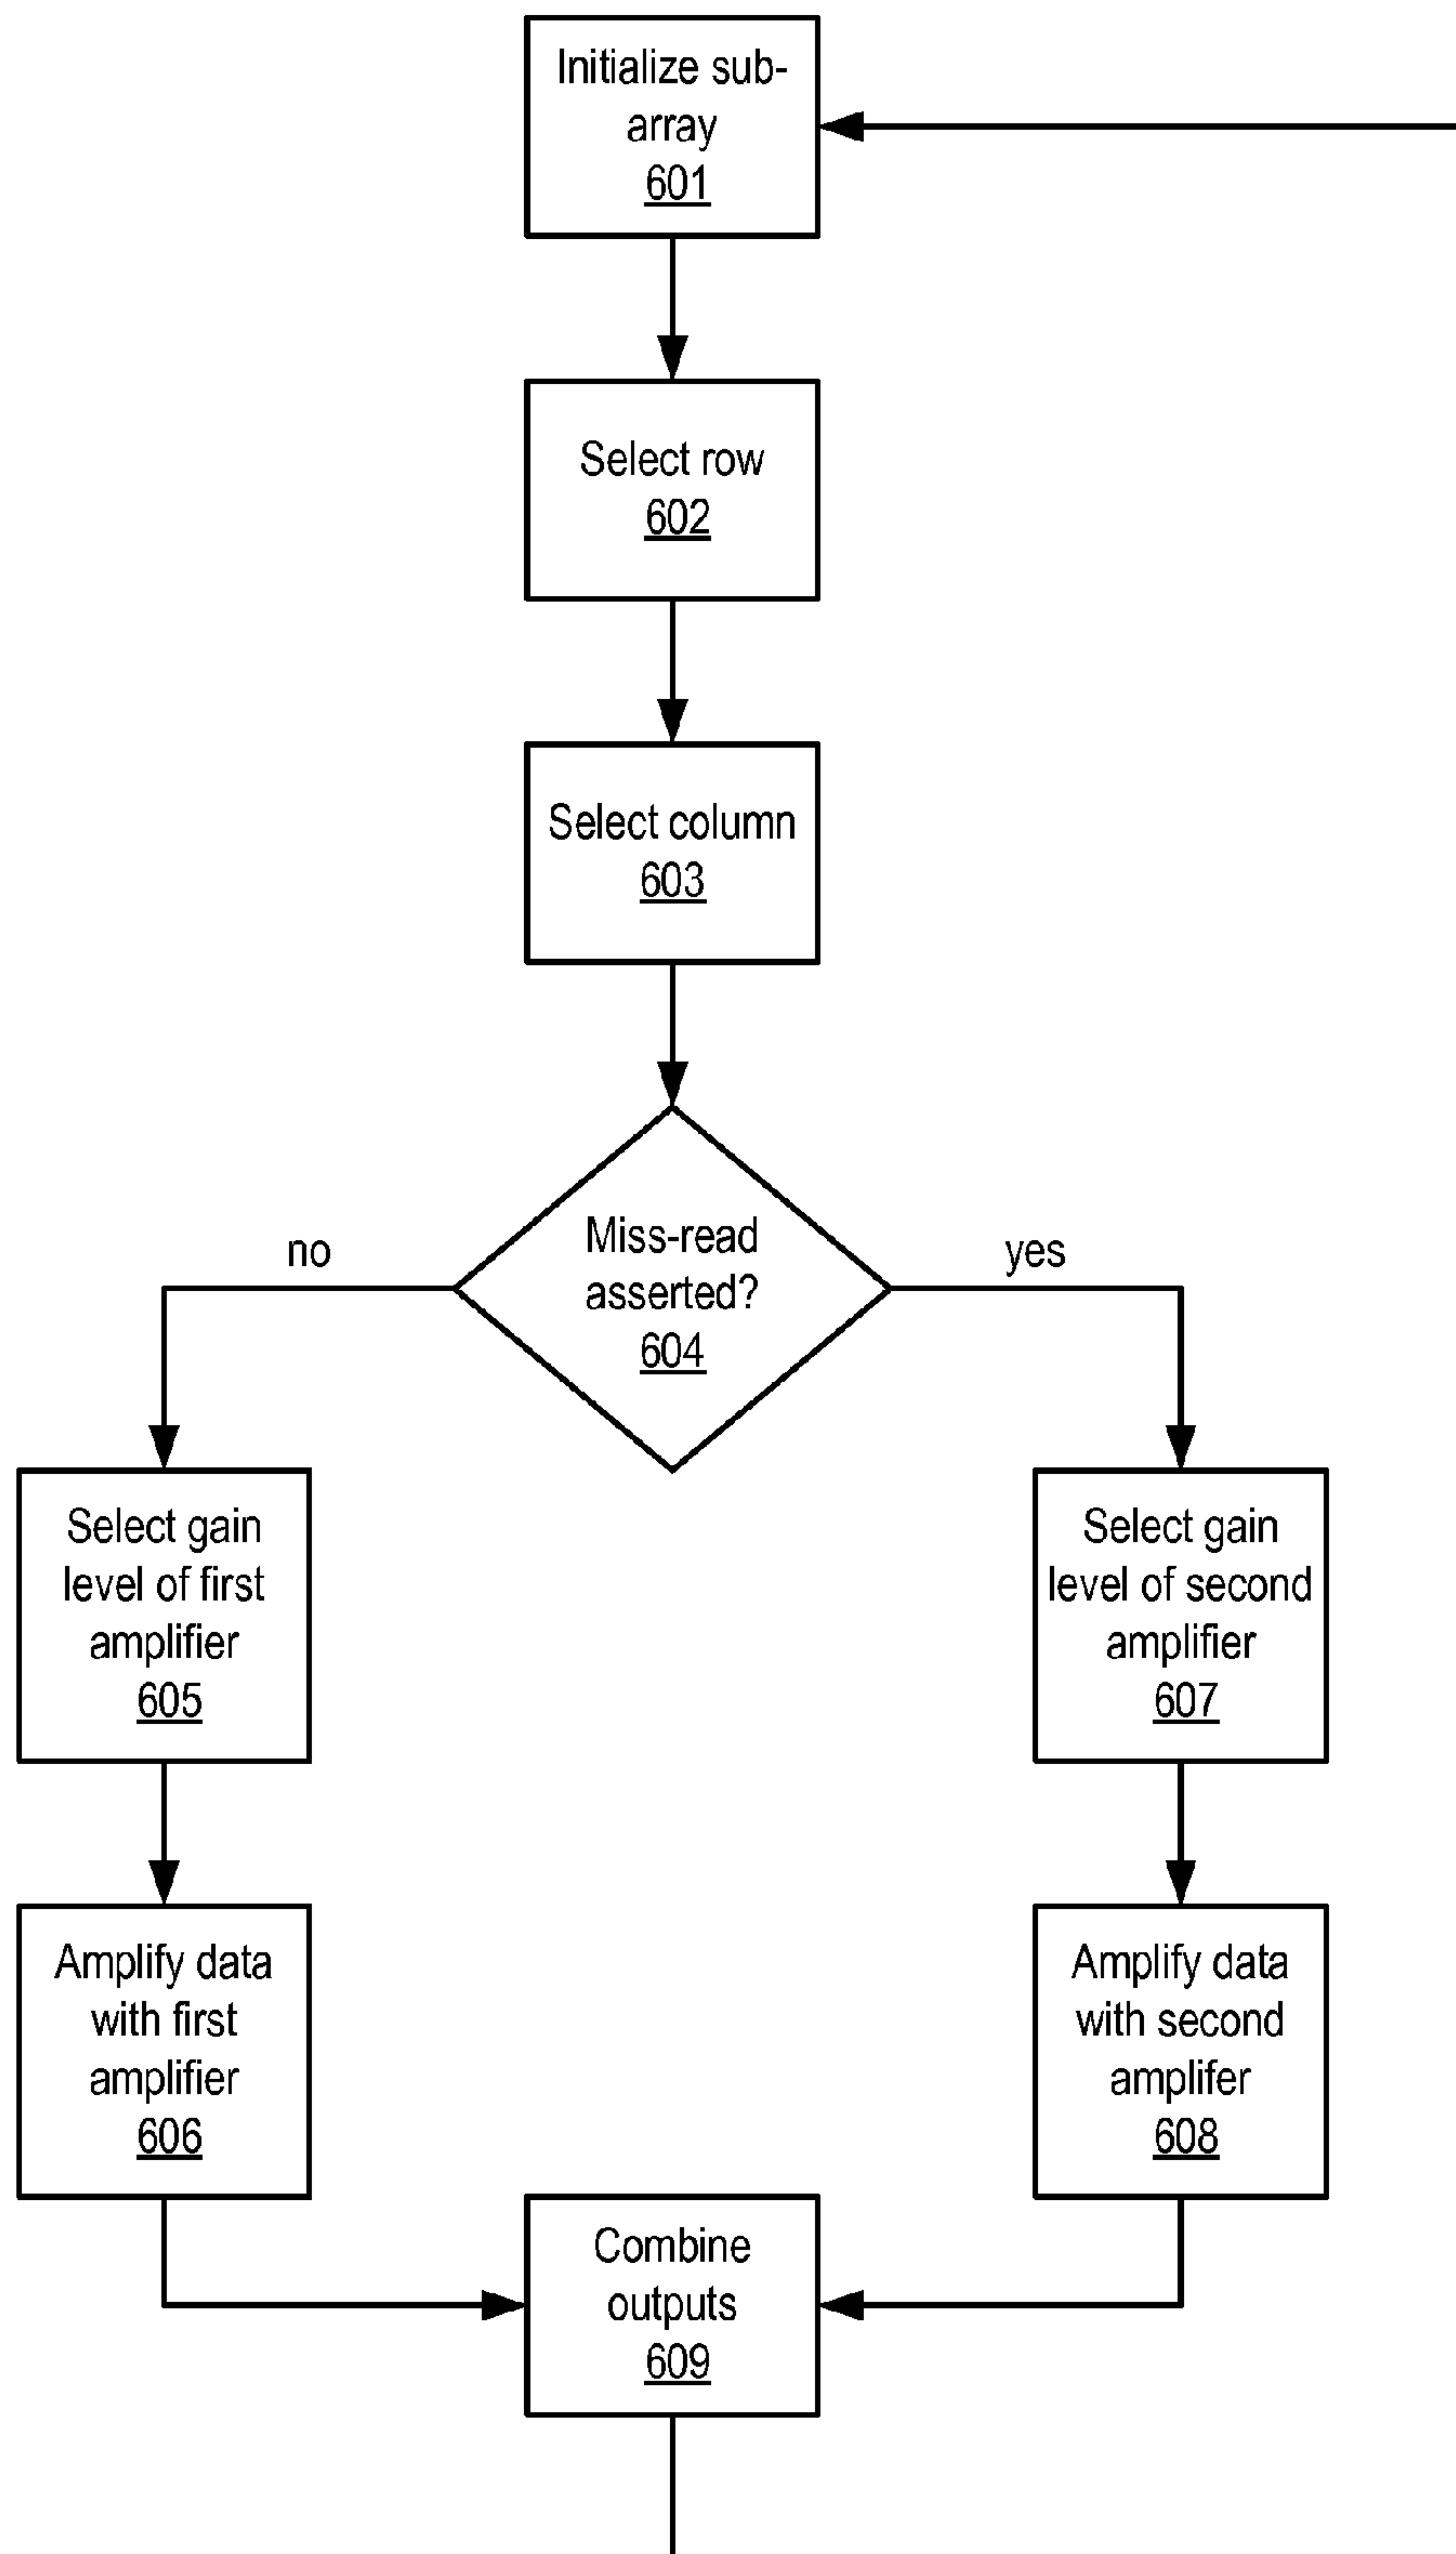 Initialize sub-
array
601
Select row
602
Select column
603
Miss-read
asserted?
604
no
yes
Select gain
level of first
amplifier
605
Select gain
level of second
amplifier
607
Amplify data
with first
amplifier
606
Amplify data
with second
amplifer
608
Combine
outputs
609